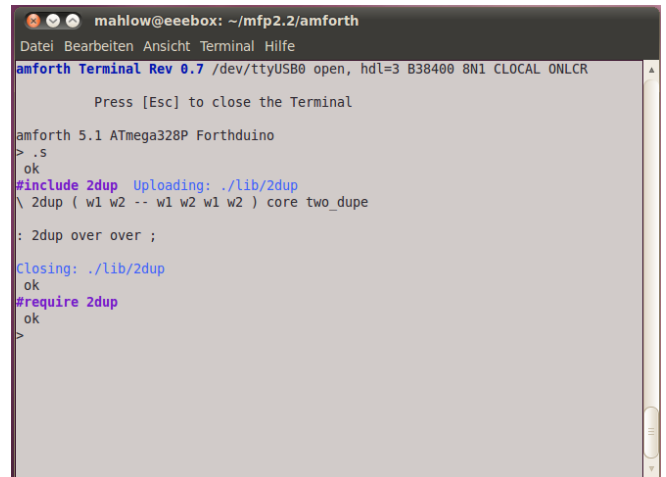 mahlow@eeebox: ~/mfp2.2/amforth
Datei Bearbeiten Ansicht Terminal Hilfe
amforth Terminal Rev 0.7 /dev/ttyUSB0 open, hdl=3 B38400 8N1 CLOCAL ONLCR
Press [Esc] to close the Terminal
amforth 5.1 ATmega328P Forthduino
> .s
ok
#include 2dup Uploading: ./lib/2dup
\ 2dup ( w1 w2 -- w1 w2 w1 w2 ) core two_dupe
: 2dup over over ;
Closing: ./lib/2dup
ok
#require 2dup
ok
>